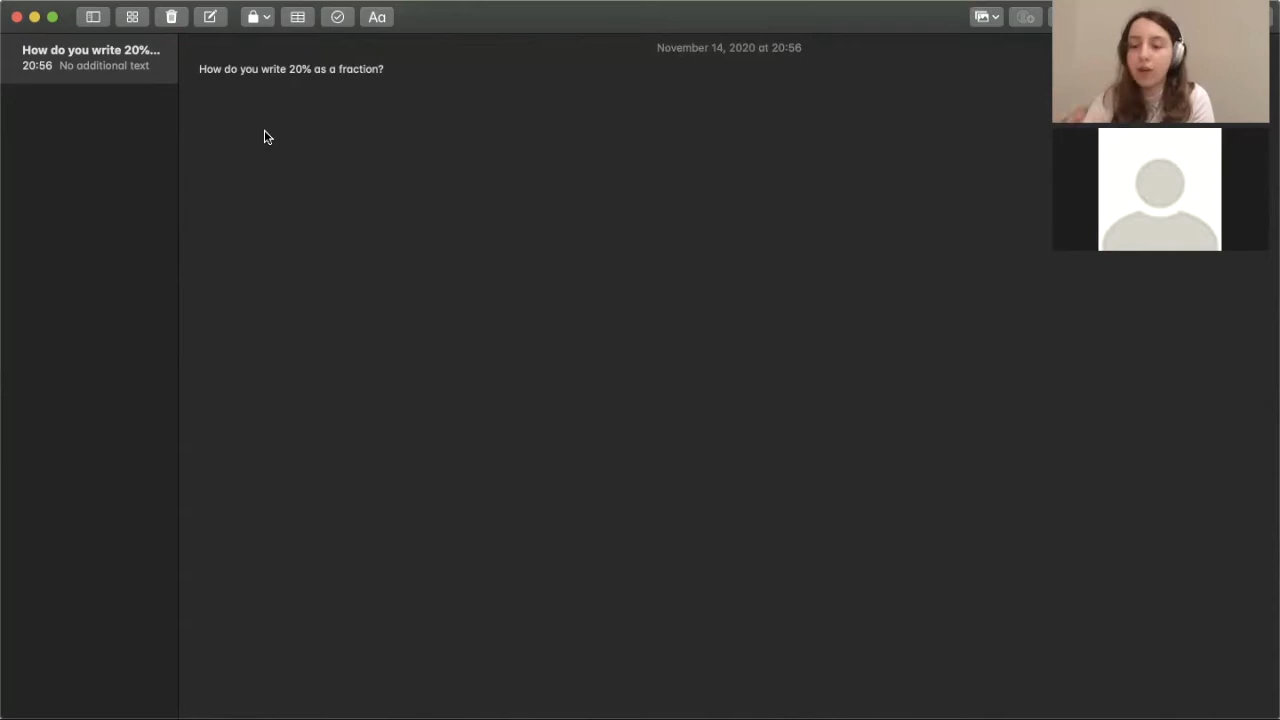 Aa
November 14, 2020 at 20:56
How do you write 20%...
20:56 No additional text
How do you write 20% as a fraction?